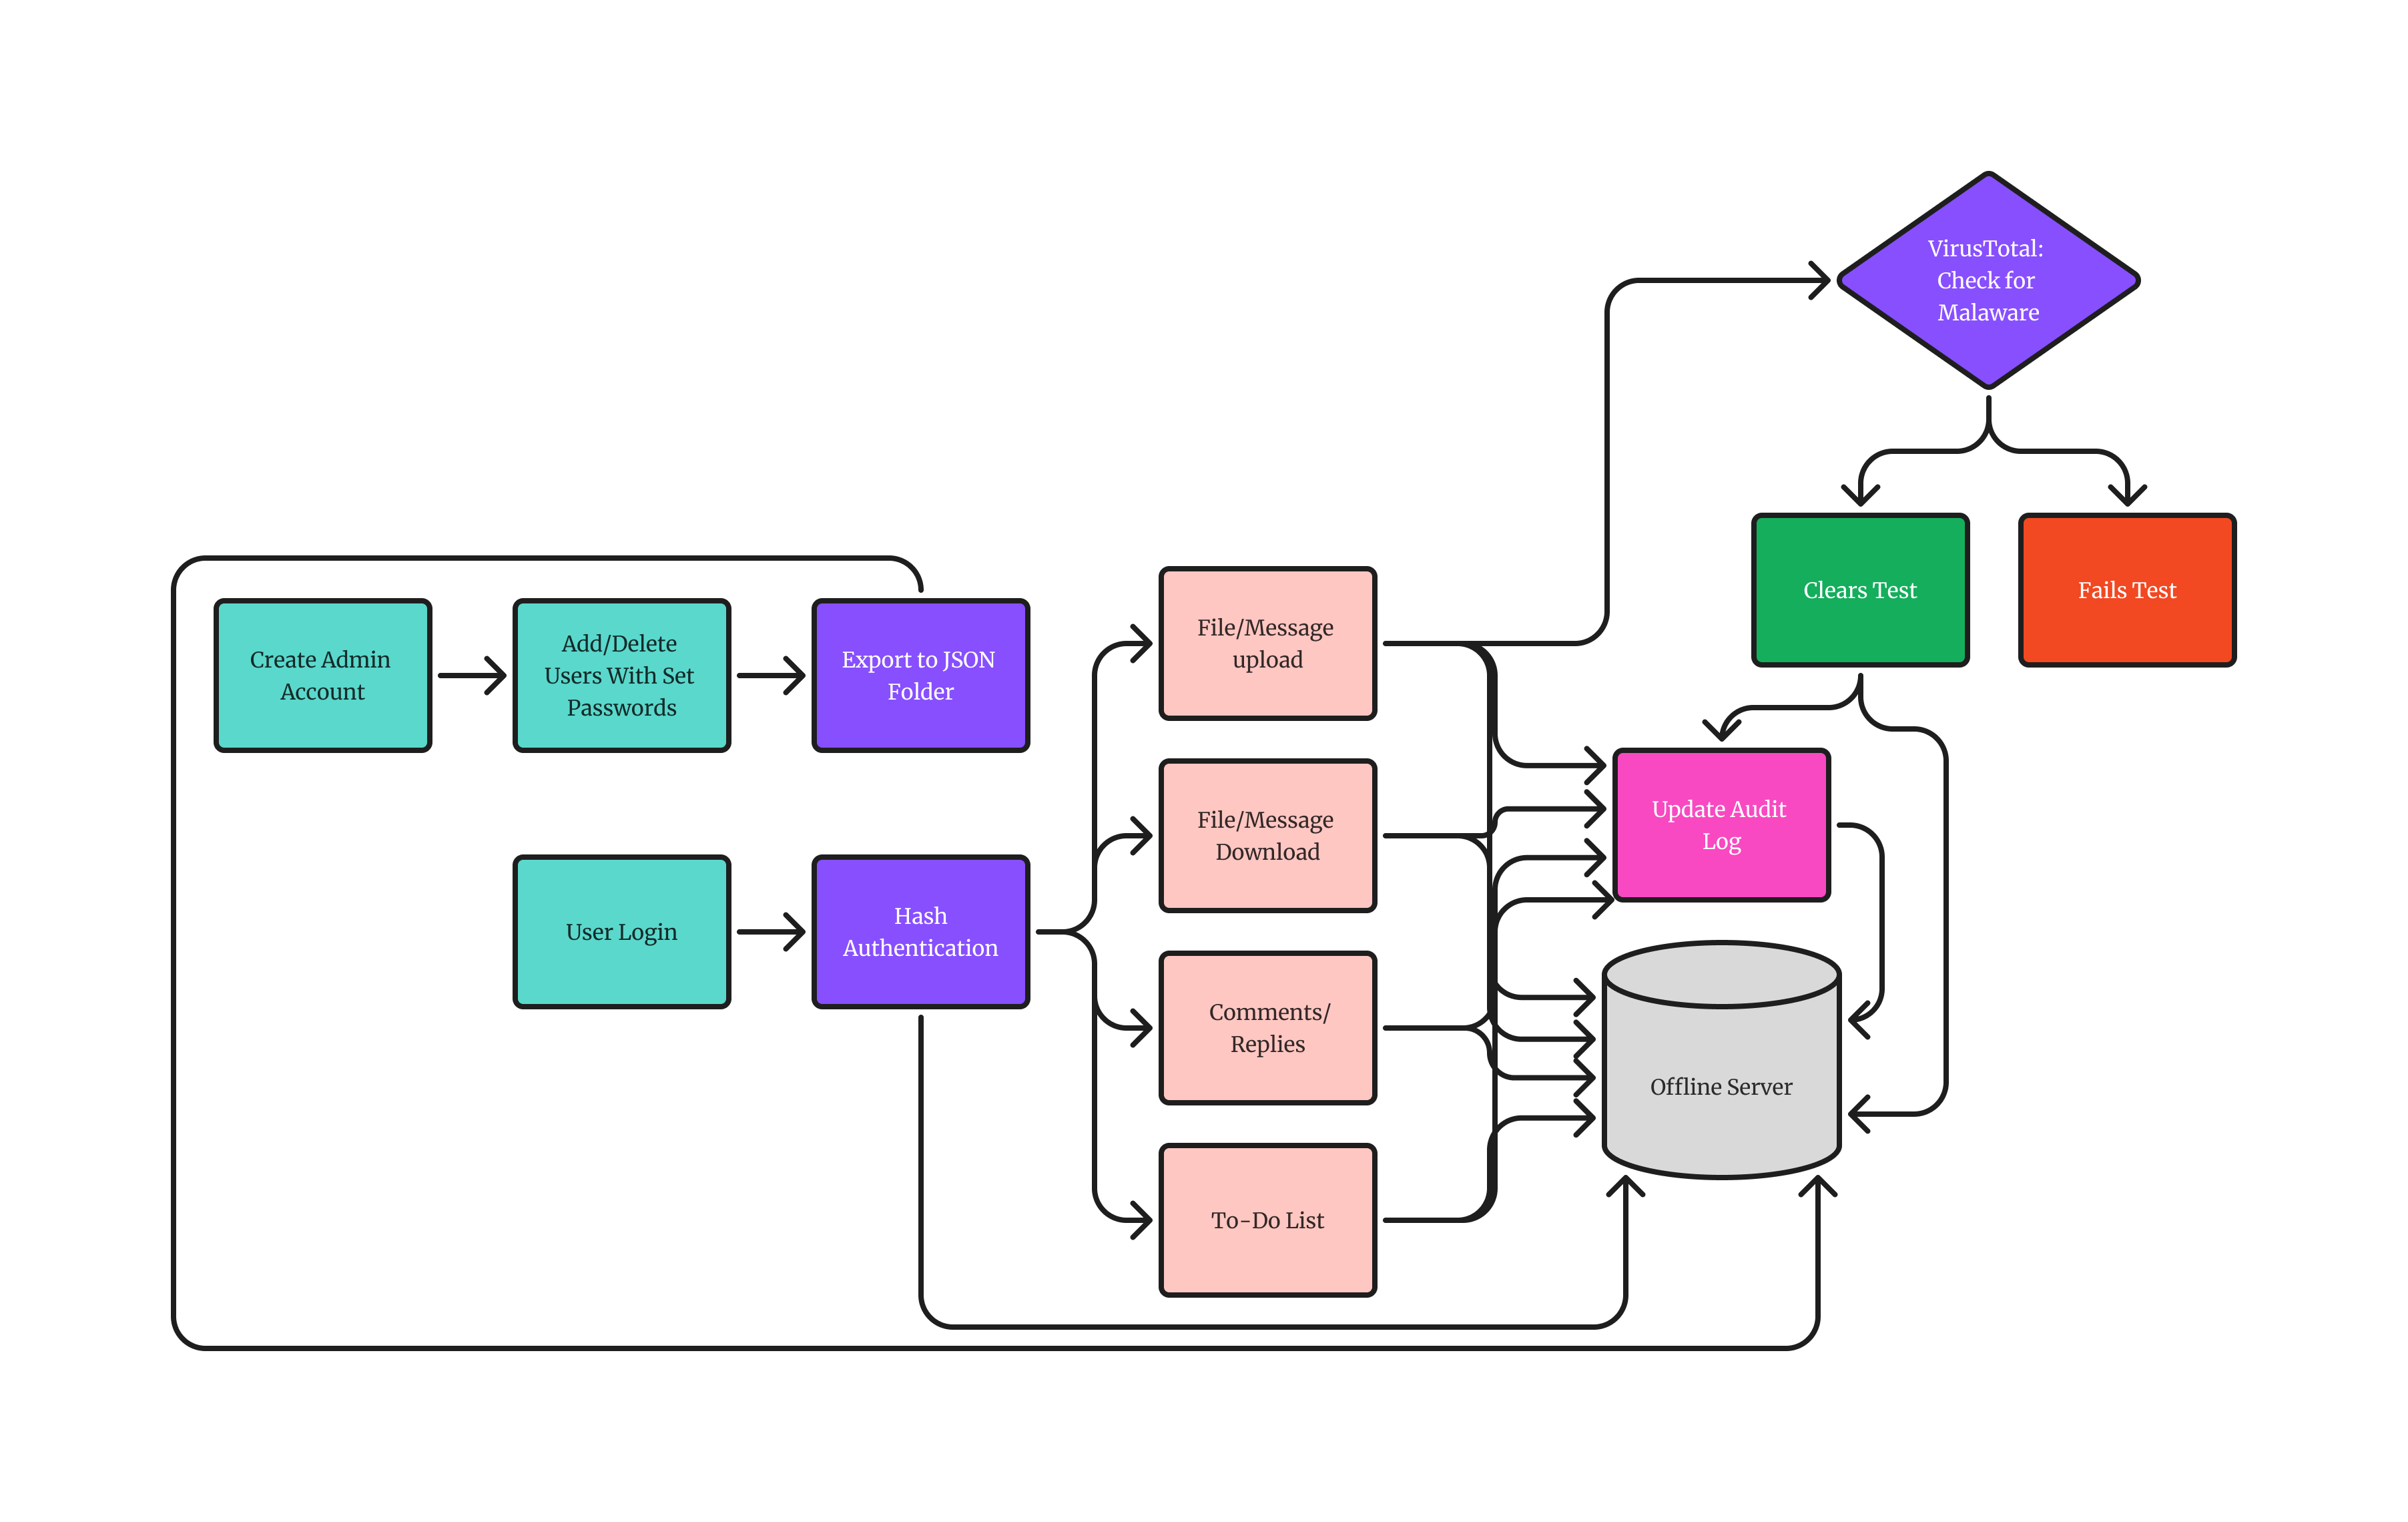 VirusTotal:
Check for
Malaware
Clears Test
Fails Test
Create Admin
Account
Add/Delete
Users With Set
Passwords
Export to JSON
Folder
File/Message
upload
File/Message
Download
Update Audit
Log
User Login
Hash
Authentication
Comments/
Replies
Offline Server
To-Do List